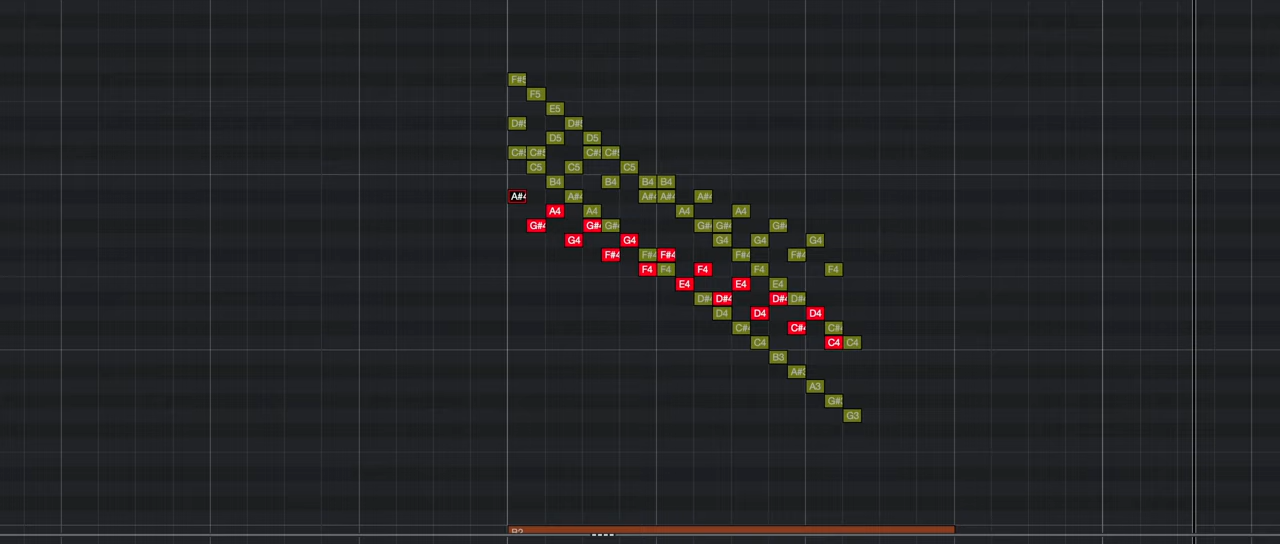 F#5
F5
E5
D#5 D#5
D5 D5
C#5 C#5 C#5 C#5
C5 C5 C5
B4 B4 B4 B4
A#4 A#4 A#4 A#4 A#4
A4 A4 A4 A4
G#4 G#4 G#4 G#4 G#4 G#4
G4 G4 G4 G4 G4
F#4 F#4 F#4 F#4 F#4
F4 F4 F4 F4 F4
E4 E4 E4
D#4 D#4 D#4 D#4
D4 D4 D4
C#4 C#4 C#4
C4 C4 C4
B3
A#3
A3
G#3
G3